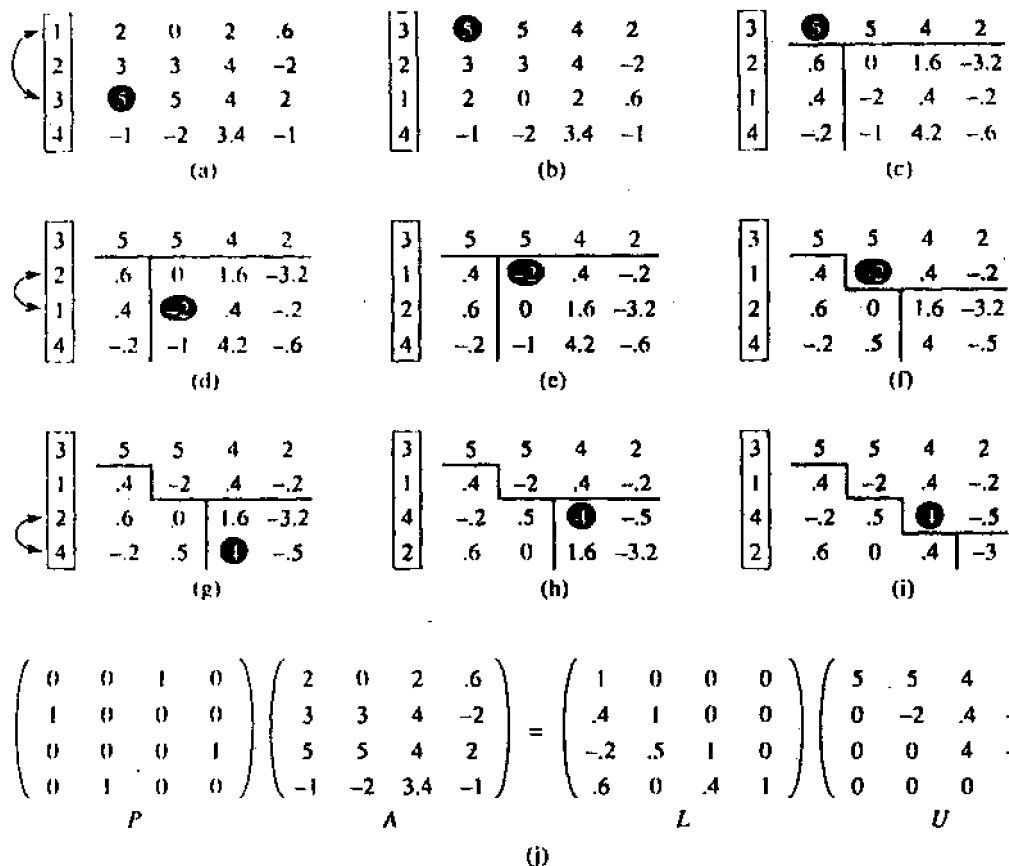 1 2 0 2 .6 3 5 5 4 2 3 5 5 4 2
2 3 3 4 −2 2 3 3 4 −2 2 .6 0 1.6 −3.2
3 5 5 4 2 1 2 0 2 .6 1 .4 −2 .4 −.2
4 −1 −2 3.4 −1 4 −1 −2 3.4 −1 4 −.2 −1 4.2 −.6
(a) (b) (c)
3 5 5 4 2 3 5 5 4 2 3 5 5 4 2
2 .6 0 1.6 −3.2 1 .4 −2 .4 −.2 1 .4 −2 .4 −.2
1 .4 −2 .4 −.2 2 .6 0 1.6 −3.2 2 .6 0 1.6 −3.2
4 −.2 −1 4.2 −.6 4 −.2 −1 4.2 −.6 4 −.2 .5 4 −.5
(d) (e) (f)
3 5 5 4 2 3 5 5 4 2 3 5 5 4 2
1 .4 −2 .4 −.2 1 .4 −2 .4 −.2 1 .4 −2 .4 −.2
2 .6 0 1.6 −3.2 4 −.2 .5 4 −.5 4 −.2 .5 4 −.5
4 −.2 .5 4 −.5 2 .6 0 1.6 −3.2 2 .6 0 .4 −3
(g) (h) (i)
0 0 1 0 2 0 2 .6 1 0 0 0 5 5 4
1 0 0 0 3 3 4 −2 .4 1 0 0 0 −2 .4
0 0 0 1 5 5 4 2 = −.2 .5 1 0 0 0 4
0 1 0 0 −1 −2 3.4 −1 .6 0 .4 1 0 0 0
P A L U
(j)